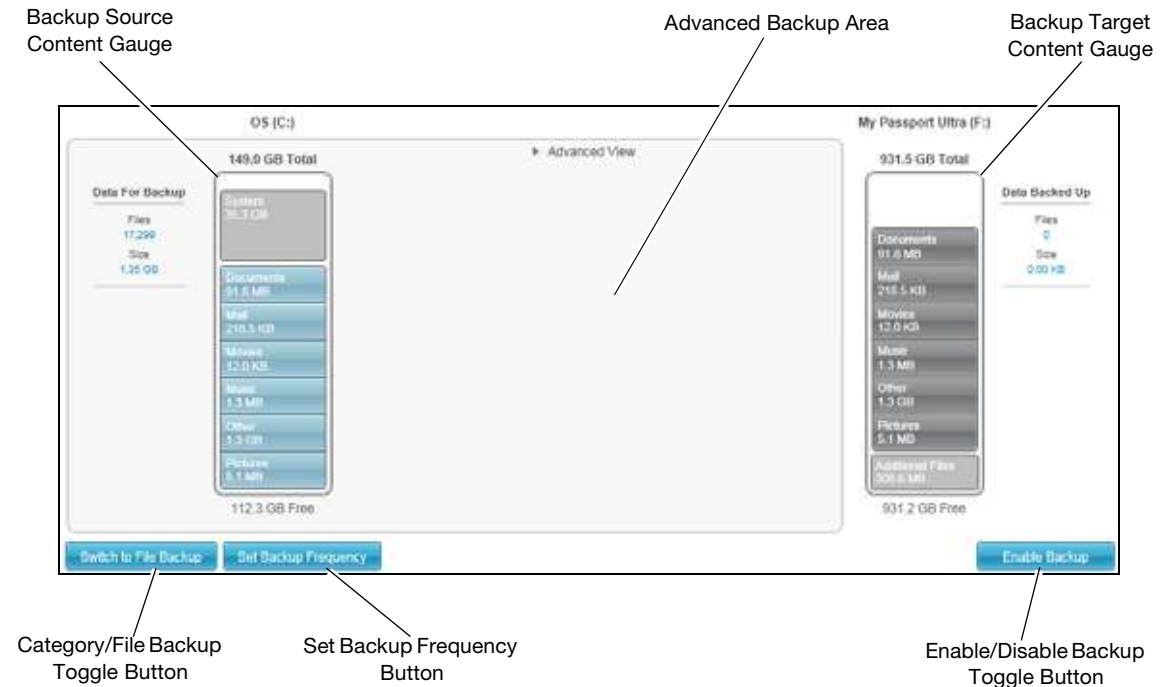 Backup Source
Content Gauge
Advanced Backup Area
Backup Target
Content Gauge
OS (C:)
My Passport Ultra (F:)
149.0 GB Total
▶ Advanced View
931.5 GB Total
Data For Backup
Files
17,299
Size
1.35 GB
System
Documents
91.6 MB
Mail
218.5 KB
Movies
12.0 KB
Music
1.3 MB
Other
1.3 GB
Pictures
5.1 MB
112.3 GB Free
Documents
91.6 MB
Mail
218.5 KB
Movies
12.0 KB
Music
1.3 MB
Other
1.3 GB
Pictures
5.1 MB
Additional Files
931.2 GB Free
Data Backed Up
Files
0
Size
0.00 KB
Switch to File Backup
Set Backup Frequency
Enable Backup
Category/File Backup
Toggle Button
Set Backup Frequency
Button
Enable/Disable Backup
Toggle Button